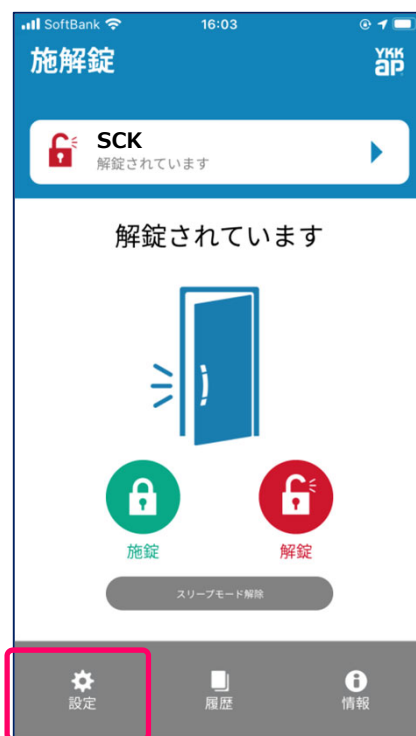 SoftBank 16:03
施解錠
YKK
ap
SCK
解錠されています
解錠されています
施錠 解錠
スリープモード解除
設定 履歴 情報